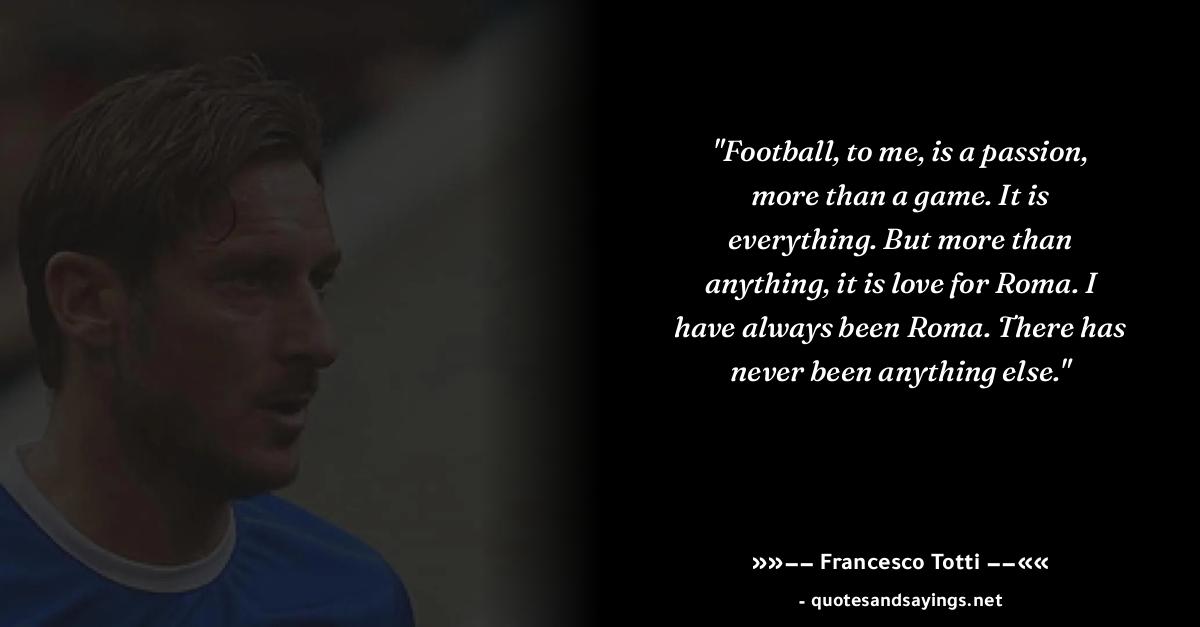 "Football, to me, is a passion,
more than a game. It is
everything. But more than
anything, it is love for Roma. I
have always been Roma. There has
never been anything else."
»»−− Francesco Totti −−««
- quotesandsayings.net